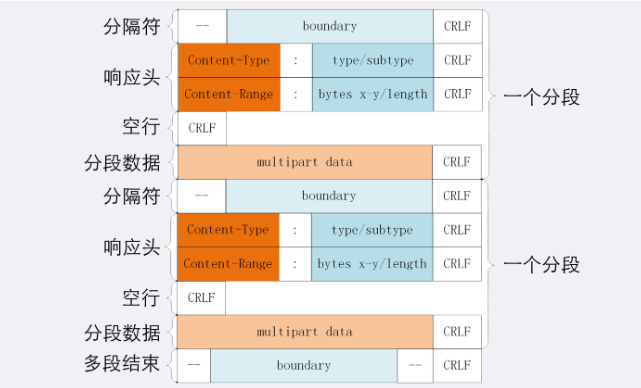 分隔符 -- boundary CRLF
响应头 Content-Type : type/subtype CRLF
Content-Range : bytes x-y/length CRLF
一个分段
空行 CRLF
分段数据 multipart data CRLF
分隔符 -- boundary CRLF
响应头 Content-Type : type/subtype CRLF
Content-Range : bytes x-y/length CRLF
一个分段
空行 CRLF
分段数据 multipart data CRLF
多段结束 -- boundary -- CRLF